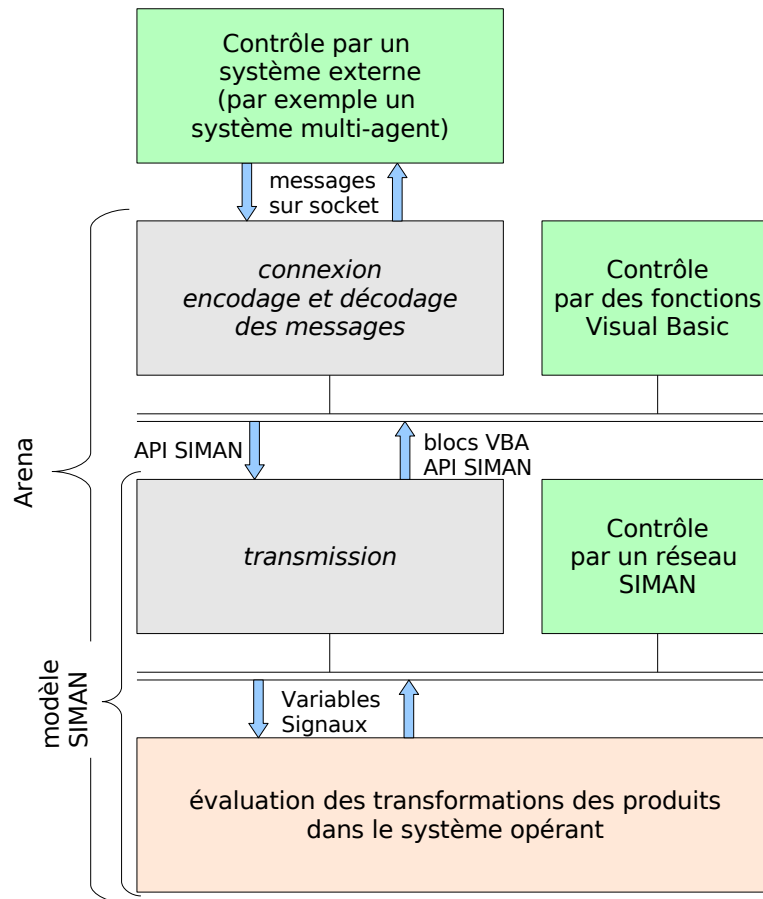 Contrôle par un
système externe
(par exemple un
système multi-agent)
messages
sur socket
connexion
encodage et décodage
des messages
Contrôle
par des fonctions
Visual Basic
API SIMAN
blocs VBA
API SIMAN
Arena
transmission
Contrôle
par un réseau
SIMAN
modèle
SIMAN
Variables
Signaux
évaluation des transformations des produits
dans le système opérant